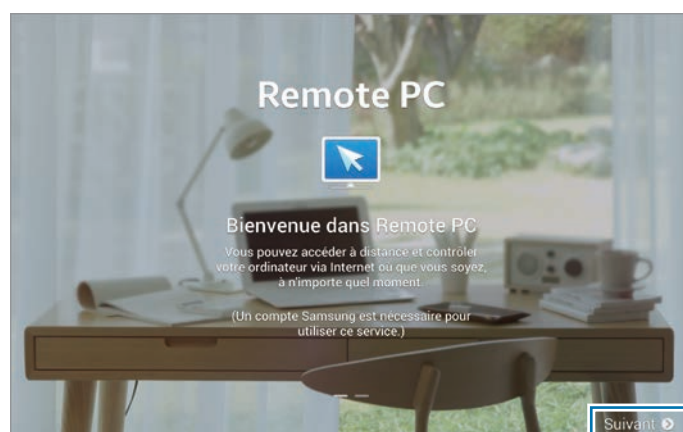 Remote PC
Bienvenue dans Remote PC
Vous pouvez accéder à distance et contrôler
votre ordinateur via Internet où que vous soyez,
à n'importe quel moment.
(Un compte Samsung est nécessaire pour
utiliser ce service.)
Suivant